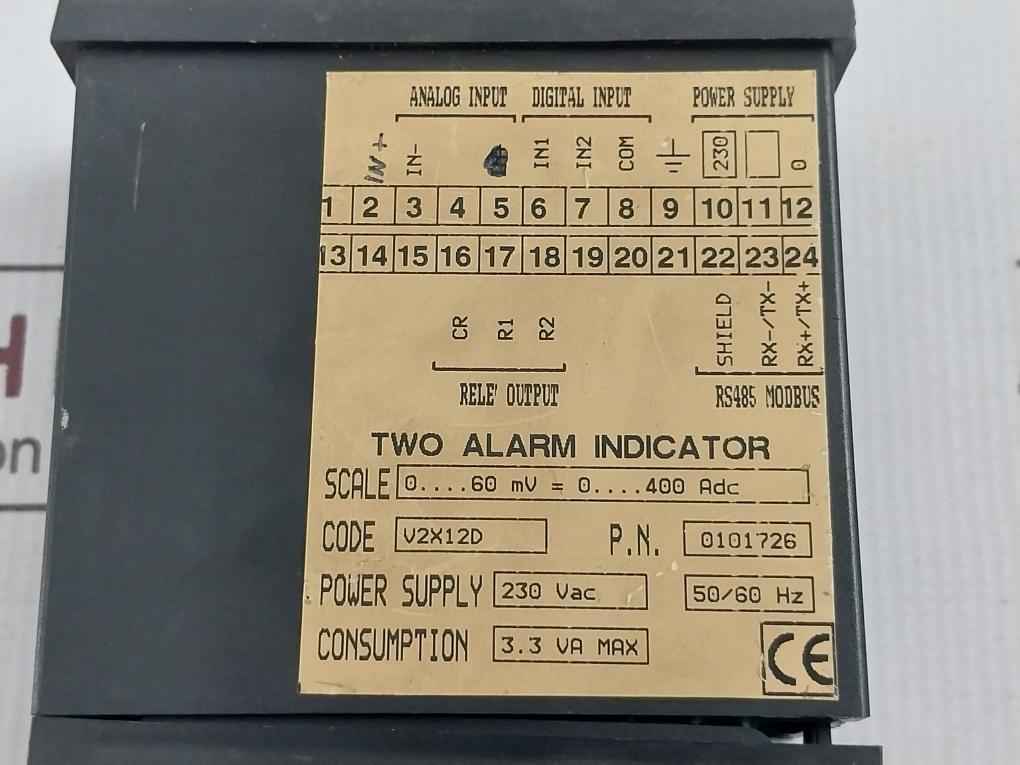 ANALOG INPUT DIGITAL INPUT POWER SUPPLY
IN+ IN- IN1 IN2 COM 230 0
1 2 3 4 5 6 7 8 9 10 11 12
13 14 15 16 17 18 19 20 21 22 23 24
CR R1 R2 SHIELD RX-/TX- RX+/TX+
RELE' OUTPUT RS485 MODBUS
TWO ALARM INDICATOR
SCALE 0....60 mV = 0....400 Adc
CODE V2X12D P.N. 0101726
POWER SUPPLY 230 Vac 50/60 Hz
CONSUMPTION 3.3 VA MAX CE
H
on